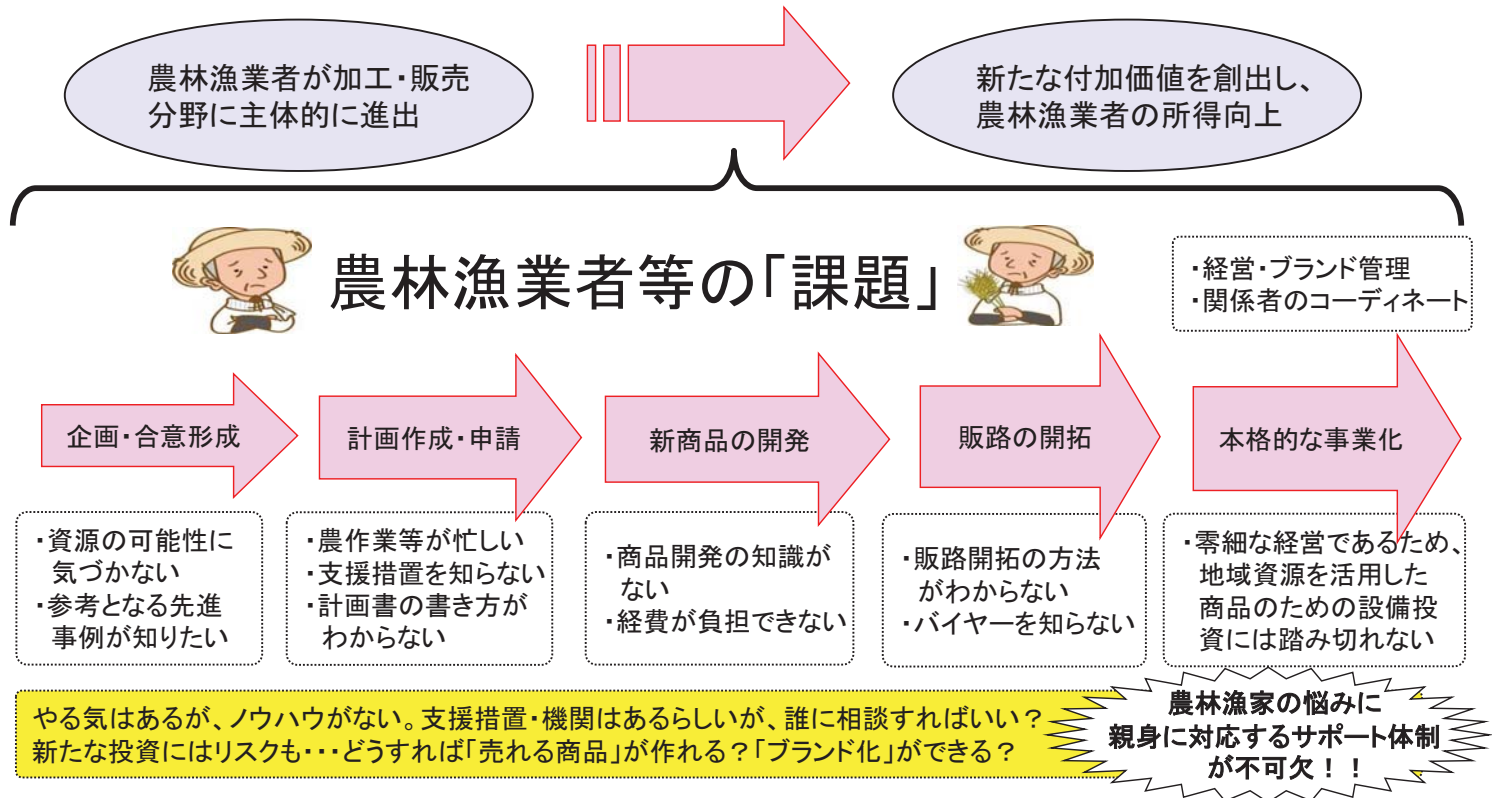 農林漁業者が加工・販売
分野に主体的に進出
新たな付加価値を創出し、
農林漁業者の所得向上
農林漁業者等の「課題」
・経営・ブランド管理
・関係者のコーディネート
企画・合意形成
計画作成・申請
新商品の開発
販路の開拓
本格的な事業化
・資源の可能性に
気づかない
・参考となる先進
事例が知りたい
・農作業等が忙しい
・支援措置を知らない
・計画書の書き方が
わからない
・商品開発の知識が
ない
・経費が負担できない
・販路開拓の方法
がわからない
・バイヤーを知らない
・零細な経営であるため、
地域資源を活用した
商品のための設備投
資には踏み切れない
やる気はあるが、ノウハウがない。支援措置・機関はあるらしいが、誰に相談すればいい？
新たな投資にはリスクも・・・どうすれば「売れる商品」が作れる？「ブランド化」ができる？
農林漁家の悩みに
親身に対応するサポート体制
が不可欠！！